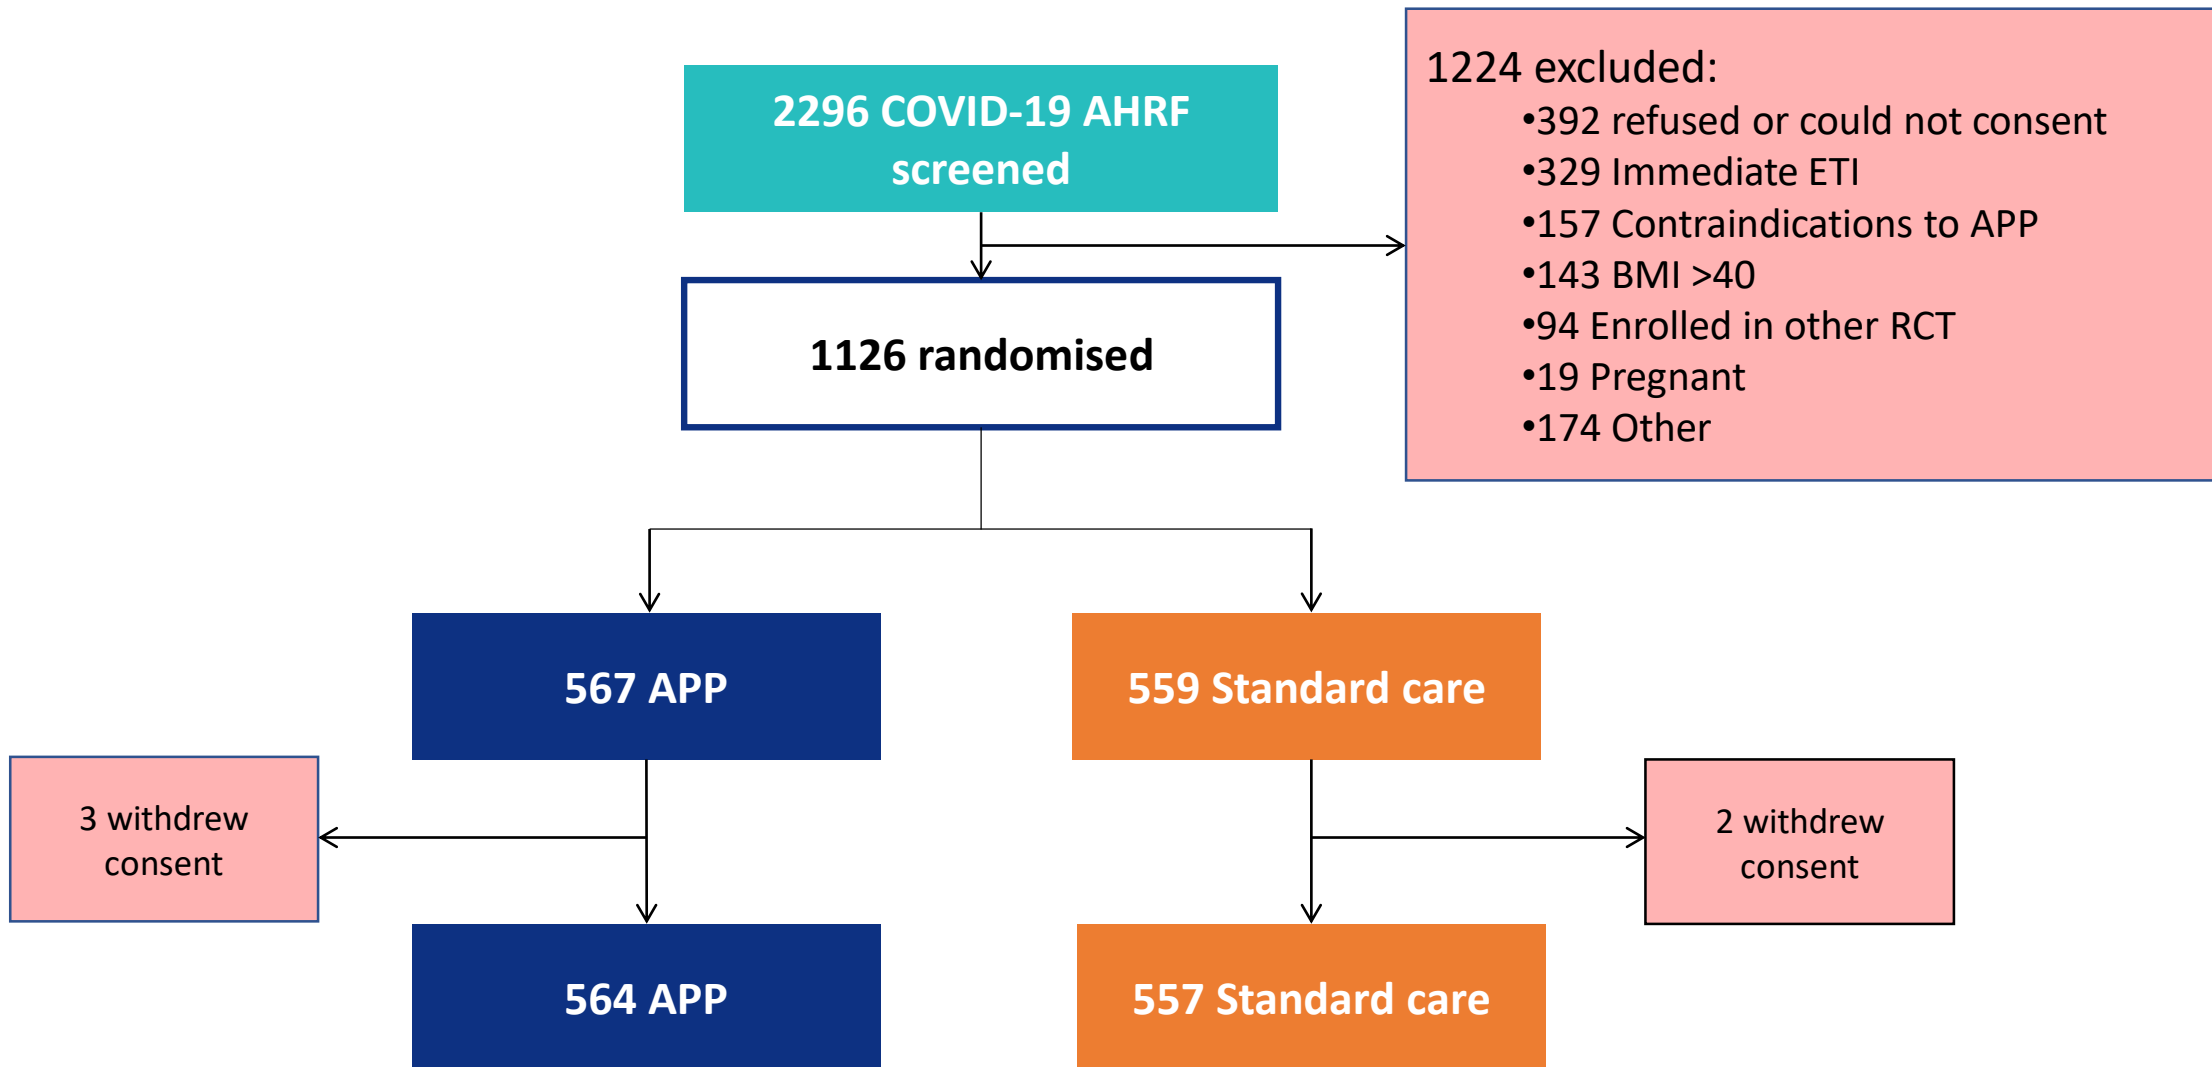 2296 COVID-19 AHRF
screened
1224 excluded:
•392 refused or could not consent
•329 Immediate ETI
•157 Contraindications to APP
•143 BMI >40
•94 Enrolled in other RCT
•19 Pregnant
•174 Other
1126 randomised
567 APP
559 Standard care
3 withdrew
consent
2 withdrew
consent
564 APP
557 Standard care